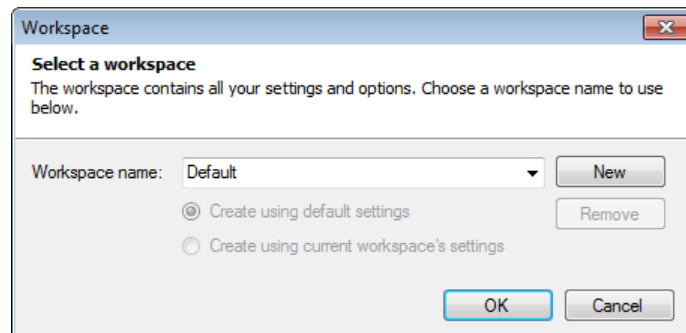 Workspace
Select a workspace
The workspace contains all your settings and options. Choose a workspace name to use
below.
Workspace name: Default New
Create using default settings Remove
Create using current workspace's settings
OK Cancel